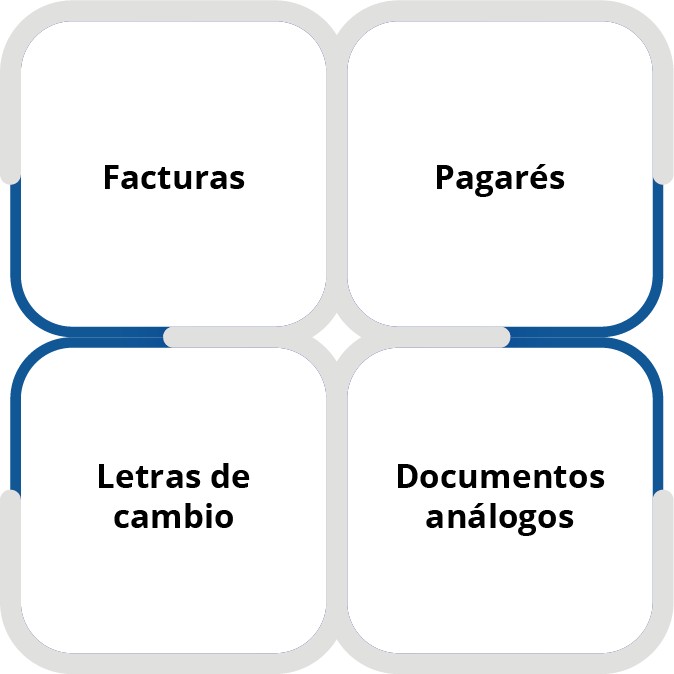 Facturas
Pagarés
Letras de
cambio
Documentos
análogos